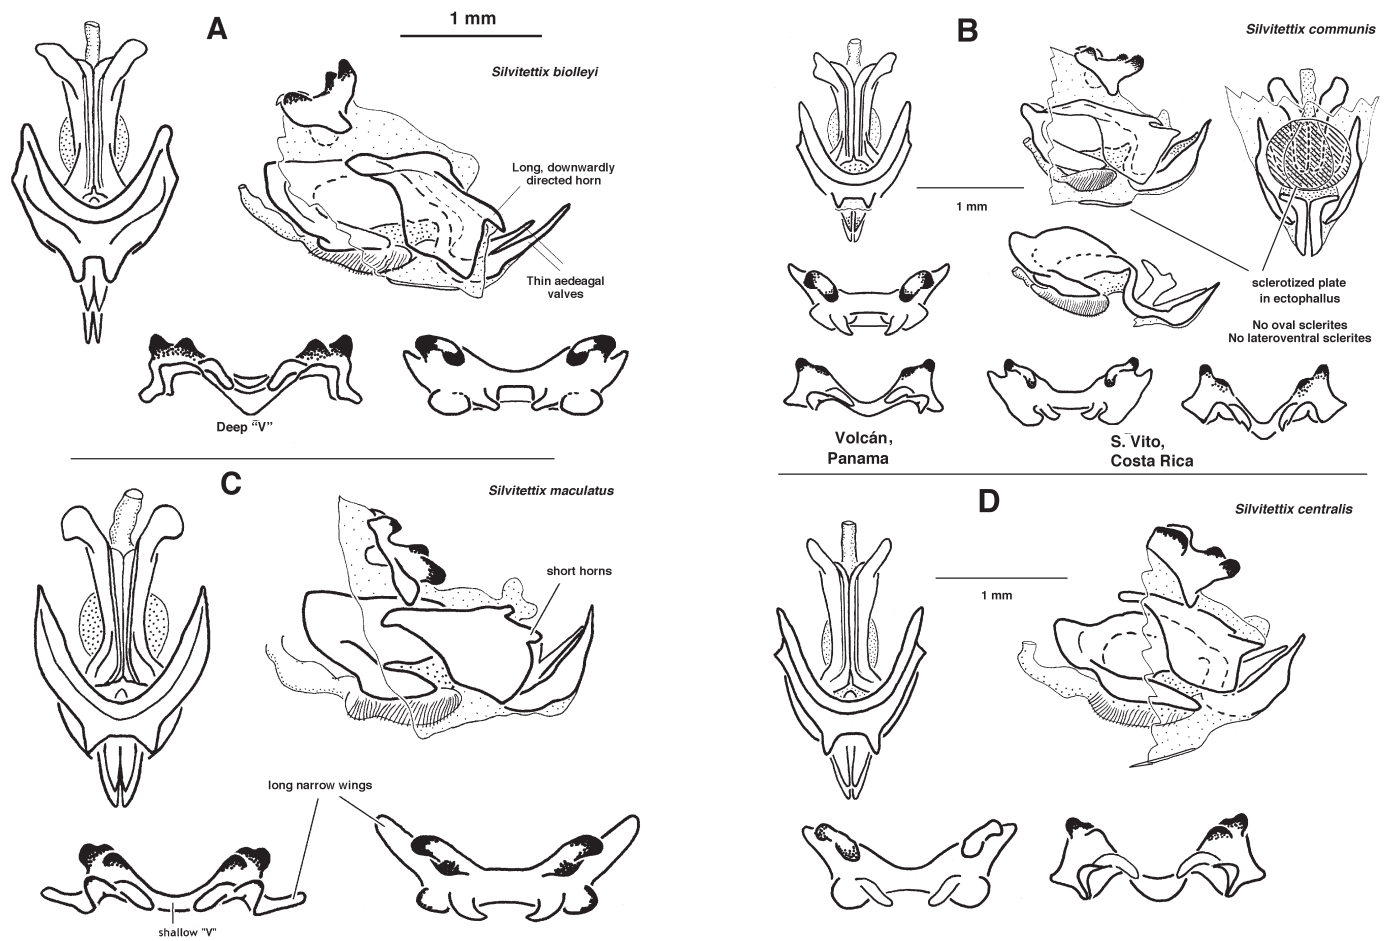 A
1 mm
Silvitettix biolleyi
Long, downwardly
directed horn
Thin aedeagal
valves
Deep “V”
B
Silvitettix communis
1 mm
sclerotized plate
in ectophallus
No oval sclerites
No lateroventral sclerites
Volcán,
Panama
S. Vito,
Costa Rica
C
Silvitettix maculatus
short horns
long narrow wings
shallow "V"
D
Silvitettix centralis
1 mm